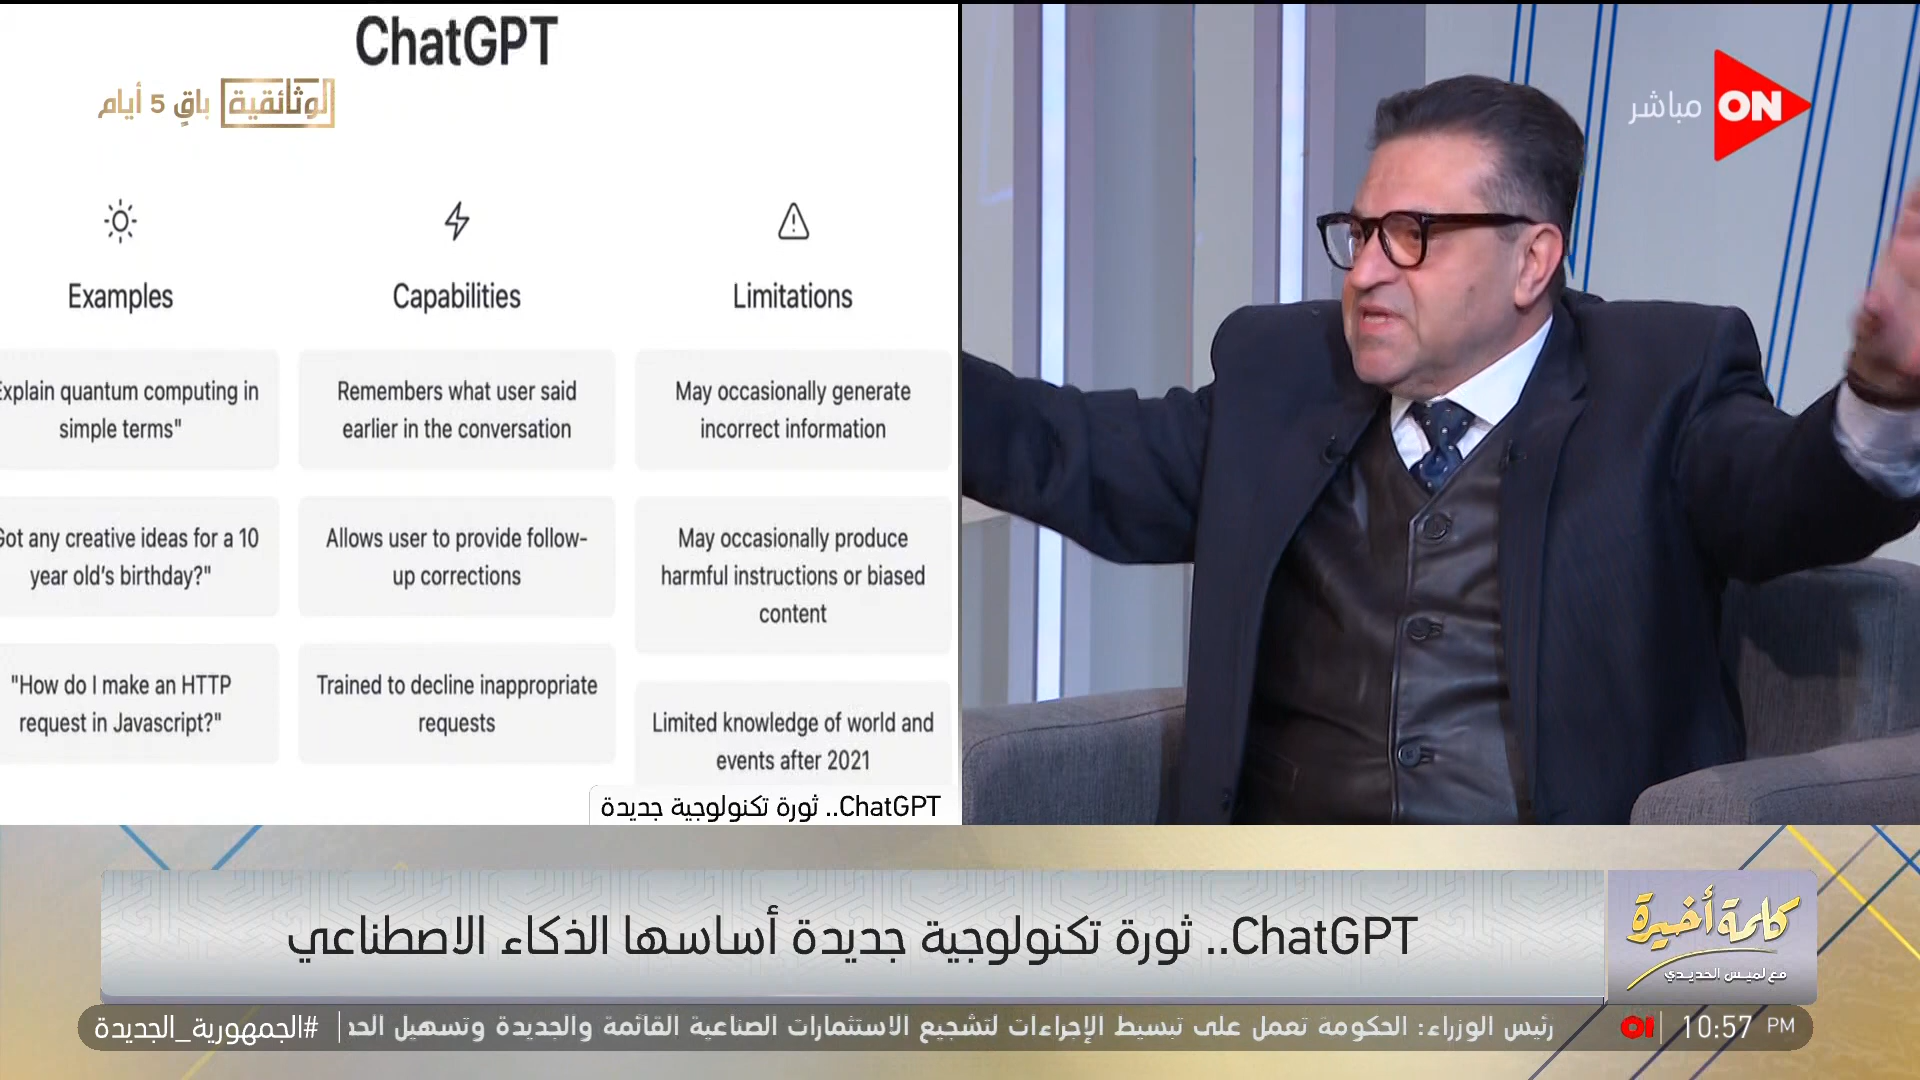 ChatGPT
الوثائقية باقٍ 5 أيام
Examples
Explain quantum computing in
simple terms"
Got any creative ideas for a 10
year old's birthday?"
"How do I make an HTTP
request in Javascript?"
Capabilities
Remembers what user said
earlier in the conversation
Allows user to provide follow-
up corrections
Trained to decline inappropriate
requests
Limitations
May occasionally generate
incorrect information
May occasionally produce
harmful instructions or biased
content
Limited knowledge of world and
events after 2021
ChatGPT.. ثورة تكنولوجية جديدة
ON مباشر
ChatGPT.. ثورة تكنولوجية جديدة أساسها الذكاء الاصطناعي
كلمة أخيرة
مع لميس الحديدي
10:57 PM
رئيس الوزراء: الحكومة تعمل على تبسيط الإجراءات لتشجيع الاستثمارات الصناعية القائمة والجديدة وتسهيل
#الجمهورية_الجديدة